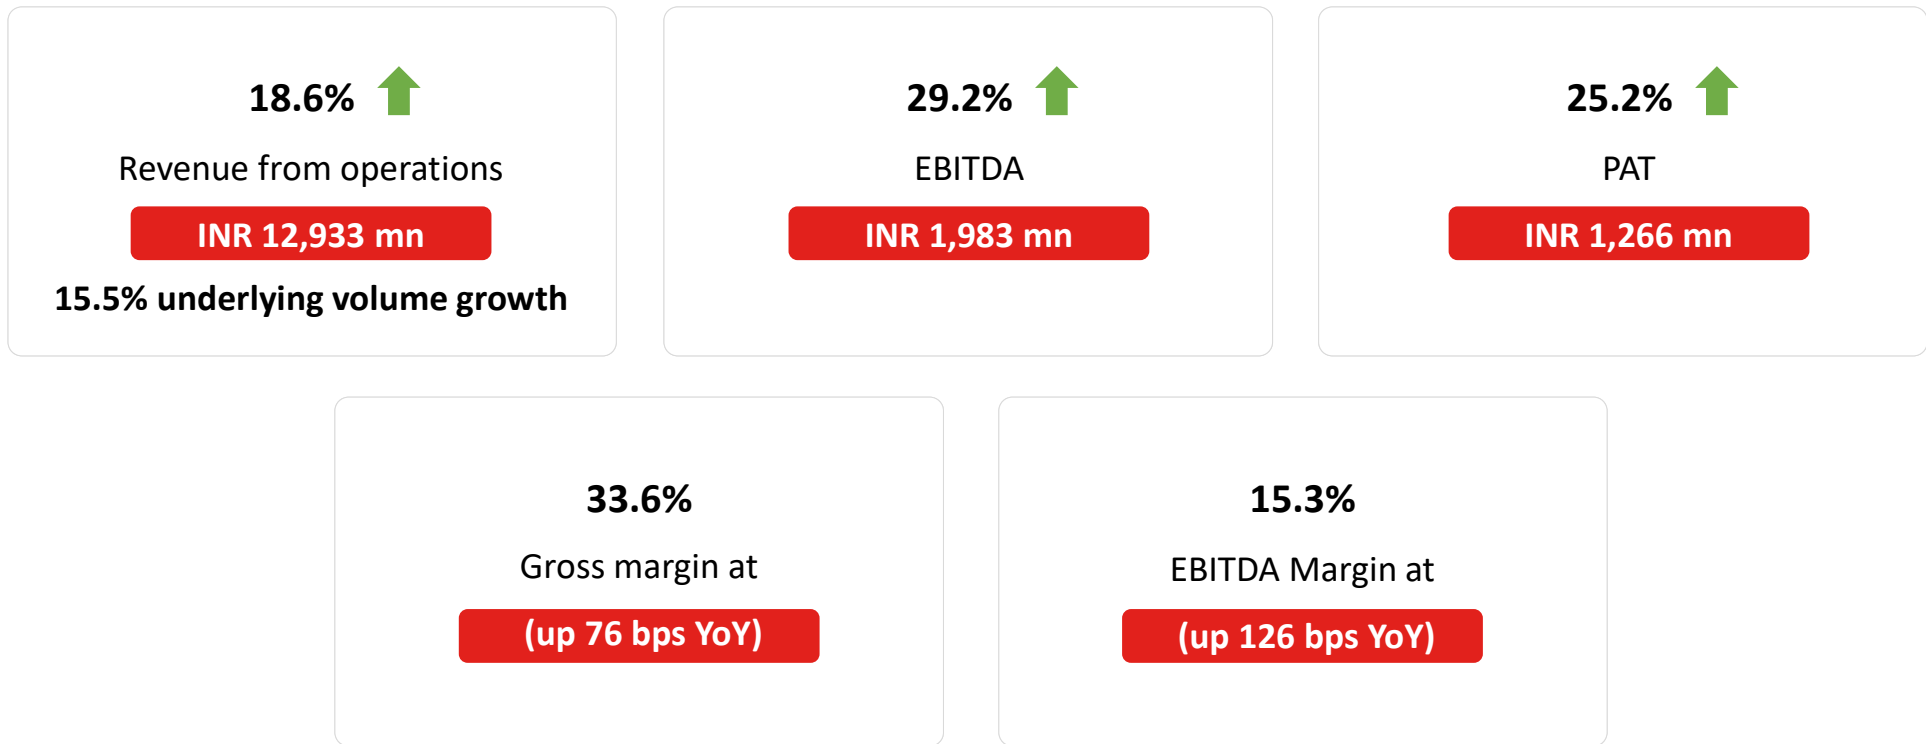 18.6%
Revenue from operations
INR 12,933 mn
15.5% underlying volume growth
29.2%
EBITDA
INR 1,983 mn
25.2%
PAT
INR 1,266 mn
33.6%
Gross margin at
(up 76 bps YoY)
15.3%
EBITDA Margin at
(up 126 bps YoY)